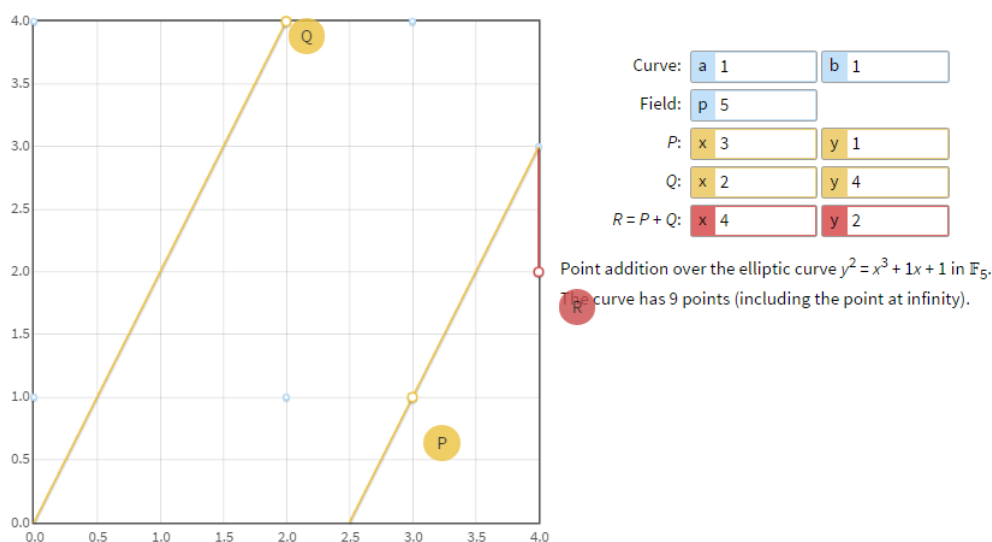 4.0
3.5
3.0
2.5
2.0
1.5
1.0
0.5
0.0
0.0 0.5 1.0 1.5 2.0 2.5 3.0 3.5 4.0
Q
P
R
Curve: a 1 b 1
Field: p 5
P: x 3 y 1
Q: x 2 y 4
R = P + Q: x 4 y 2
Point addition over the elliptic curve y² = x³ + 1x + 1 in 𝔽₅.
The curve has 9 points (including the point at infinity).